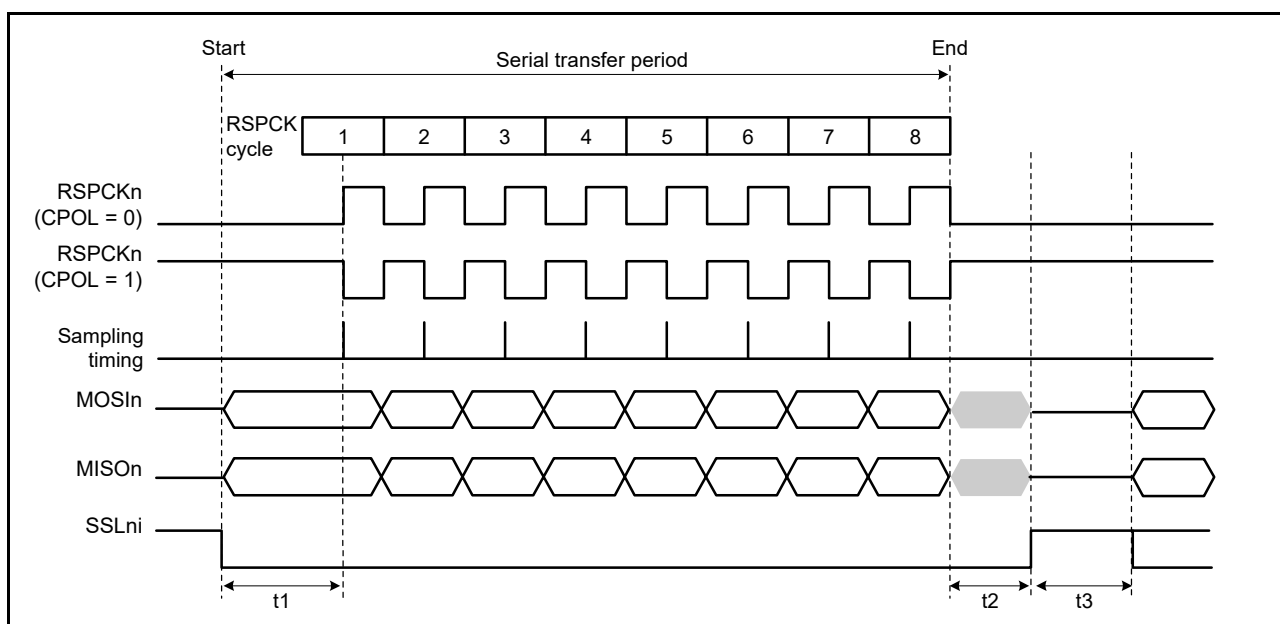 Start End
Serial transfer period
RSPCK
cycle
1 2 3 4 5 6 7 8
RSPCKn
(CPOL = 0)
RSPCKn
(CPOL = 1)
Sampling
timing
MOSIn
MISOn
SSLni
t1 t2 t3